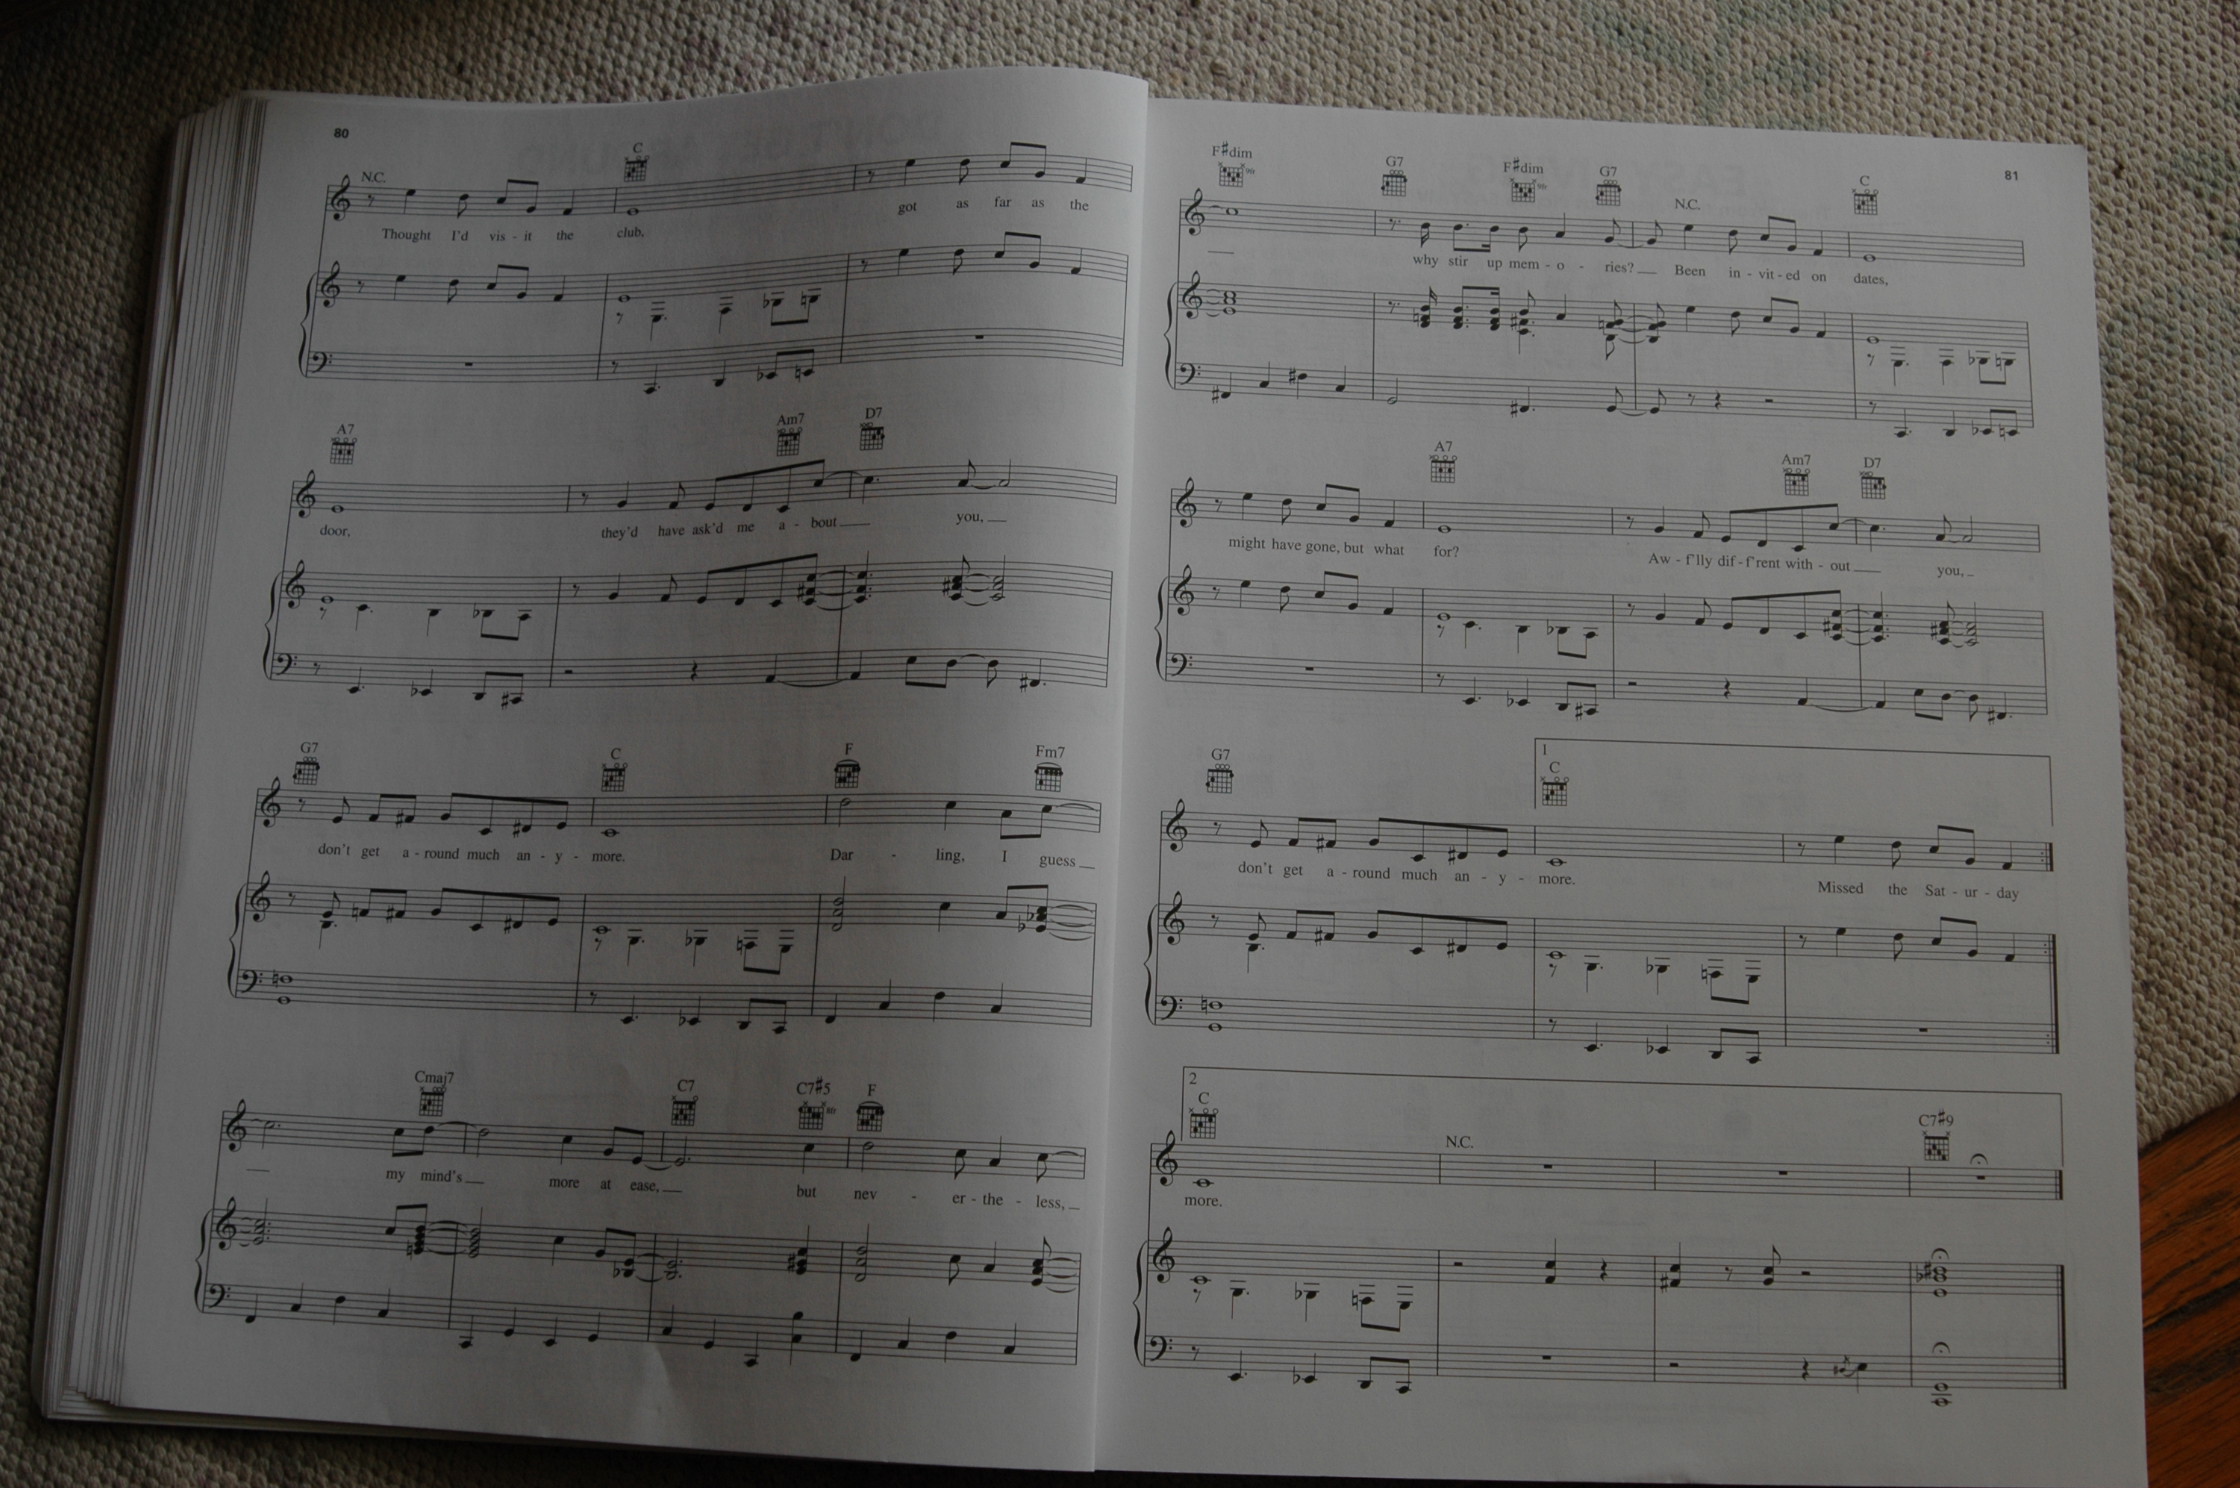 80
N.C. C
Thought I'd vis - it the club, got as far as the
A7 Am7 D7
door, they'd have ask'd me a - bout you,
G7 C F Fm7
don't get a - round much an - y - more. Dar - ling, I guess
Cmaj7 C7 C7#5 F
my mind's more at ease, but nev - er - the - less,
81
F#dim G7 F#dim G7 N.C. C
why stir up mem - o - ries? Been in - vit - ed on dates,
A7 Am7 D7
might have gone, but what for? Aw - f'lly dif - f'rent with - out you,
G7 1 C
don't get a - round much an - y - more. Missed the Sat - ur - day
2 C N.C. C7#9
more.